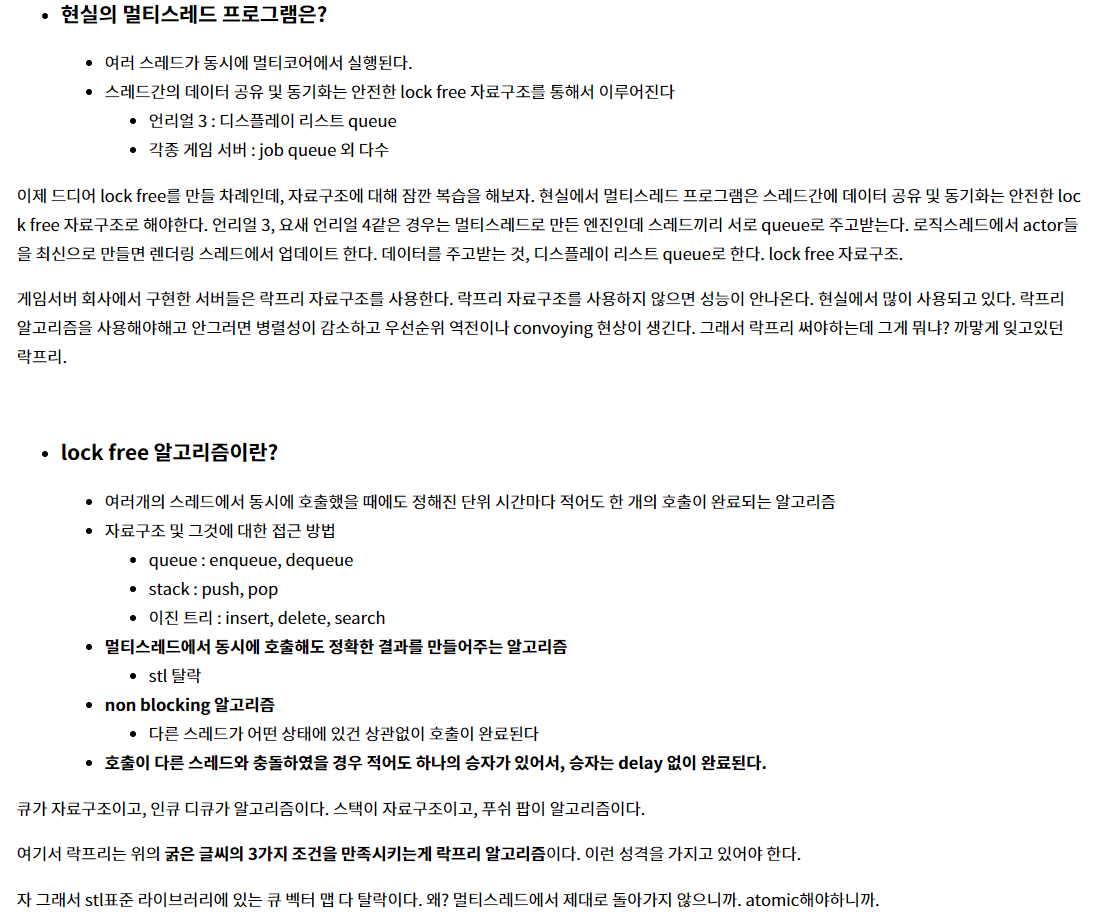 현실의 멀티스레드 프로그램은?
여러 스레드가 동시에 멀티코어에서 실행된다.
스레드간의 데이터 공유 및 동기화는 안전한 lock free 자료구조를 통해서 이루어진다
언리얼 3 : 디스플레이 리스트 queue
각종 게임 서버 : job queue 외 다수
이제 드디어 lock free를 만들 차례인데, 자료구조에 대해 잠깐 복습을 해보자. 현실에서 멀티스레드 프로그램은 스레드간에 데이터 공유 및 동기화는 안전한 loc
k free 자료구조로 해야한다. 언리얼 3, 요새 언리얼 4같은 경우는 멀티스레드로 만든 엔진인데 스레드끼리 서로 queue로 주고받는다. 로직스레드에서 actor들
을 최신으로 만들면 렌더링 스레드에서 업데이트 한다. 데이터를 주고받는 것, 디스플레이 리스트 queue로 한다. lock free 자료구조.
게임서버 회사에서 구현한 서버들은 락프리 자료구조를 사용한다. 락프리 자료구조를 사용하지 않으면 성능이 안나온다. 현실에서 많이 사용되고 있다. 락프리
알고리즘을 사용해야해고 안그러면 병렬성이 감소하고 우선순위 역전이나 convoying 현상이 생긴다. 그래서 락프리 써야하는데 그게 뭐냐? 까맣게 잊고있던
락프리.
lock free 알고리즘이란?
여러개의 스레드에서 동시에 호출했을 때에도 정해진 단위 시간마다 적어도 한 개의 호출이 완료되는 알고리즘
자료구조 및 그것에 대한 접근 방법
queue : enqueue, dequeue
stack : push, pop
이진 트리 : insert, delete, search
멀티스레드에서 동시에 호출해도 정확한 결과를 만들어주는 알고리즘
stl 탈락
non blocking 알고리즘
다른 스레드가 어떤 상태에 있건 상관없이 호출이 완료된다
호출이 다른 스레드와 충돌하였을 경우 적어도 하나의 승자가 있어서, 승자는 delay 없이 완료된다.
큐가 자료구조이고, 인큐 디큐가 알고리즘이다. 스택이 자료구조이고, 푸쉬 팝이 알고리즘이다.
여기서 락프리는 위의 굵은 글씨의 3가지 조건을 만족시키는게 락프리 알고리즘이다. 이런 성격을 가지고 있어야 한다.
자 그래서 stl표준 라이브러리에 있는 큐 벡터 맵 다 탈락이다. 왜? 멀티스레드에서 제대로 돌아가지 않으니까. atomic해야하니까.